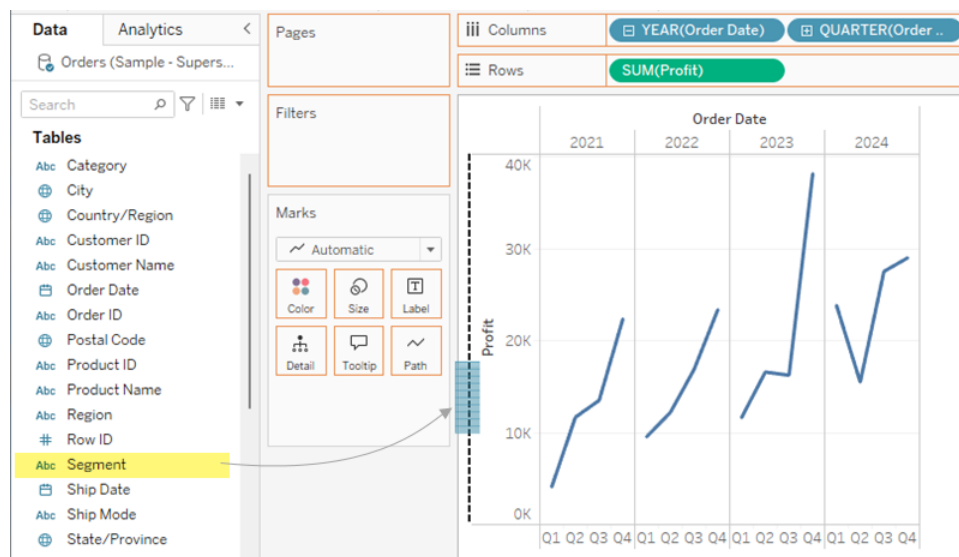 Data
Analytics
Orders (Sample - Supers...
Search
Tables
Abc Category
City
Country/Region
Abc Customer ID
Abc Customer Name
Order Date
Abc Order ID
Postal Code
Abc Product ID
Abc Product Name
Abc Region
# Row ID
Abc Segment
Ship Date
Abc Ship Mode
State/Province
Pages
Filters
Marks
Automatic
Color Size Label
Detail Tooltip Path
Columns YEAR(Order Date) QUARTER(Order ..
Rows SUM(Profit)
Order Date
2021 2022 2023 2024
40K
30K
20K
10K
0K
Profit
Q1 Q2 Q3 Q4 Q1 Q2 Q3 Q4 Q1 Q2 Q3 Q4 Q1 Q2 Q3 Q4